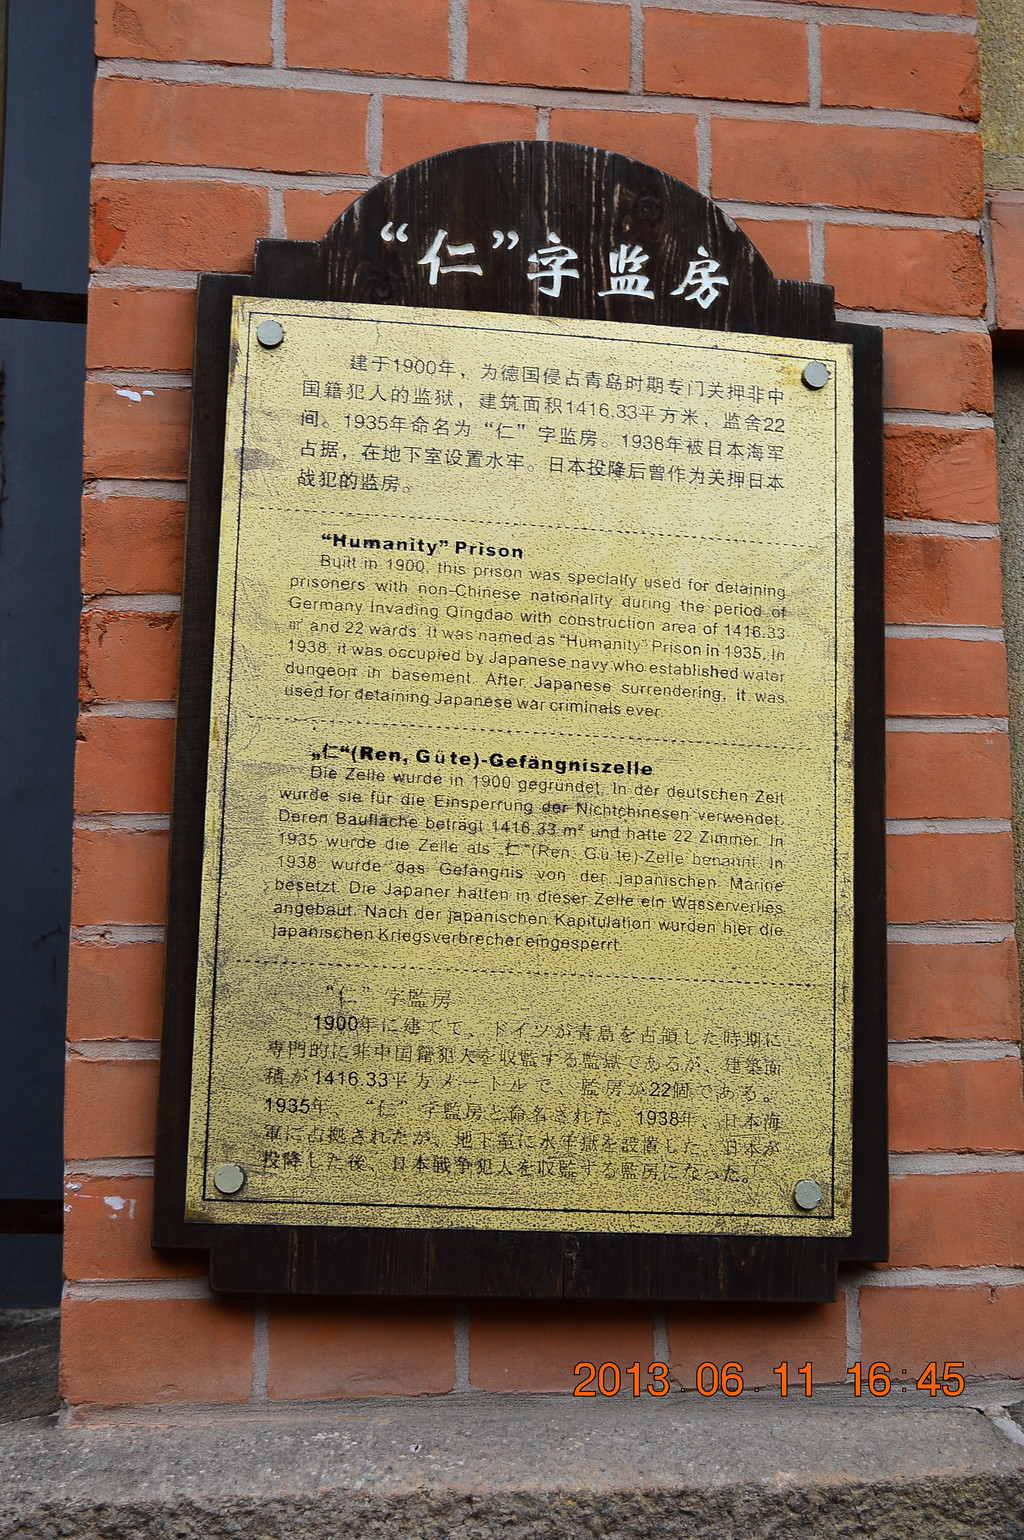 “仁”字监房
建于1900年，为德国侵占青岛时期专门关押非中
国籍犯人的监狱，建筑面积1416.33平方米，监舍22
间。1935年命名为“仁”字监房。1938年被日本海军
占据，在地下室设置水牢。日本投降后曾作为关押日本
战犯的监房。
“Humanity” Prison
Built in 1900, this prison was specially used for detaining
prisoners with non-Chinese nationality during the period of
Germany Invading Qingdao with construction area of 1416.33
㎡ and 22 wards. It was named as “Humanity” Prison in 1935. In
1938, it was occupied by Japanese navy who established water
dungeon in basement. After Japanese surrendering, it was
used for detaining Japanese war criminals ever.
„仁“(Ren, Güte)-Gefängniszelle
Die Zelle wurde in 1900 gegründet. In der deutschen Zeit
wurde sie für die Einsperrung der Nichtchinesen verwendet.
Deren Baufläche beträgt 1416.33 m² und hatte 22 Zimmer. In
1935 wurde die Zelle als „仁“(Ren, Güte)-Zelle benannt. In
1938 wurde das Gefängnis von der japanischen Marine
besetzt. Die Japaner hatten in dieser Zelle ein Wasserverlies
angebaut. Nach der japanischen Kapitulation wurden hier die
japanischen Kriegsverbrecher eingesperrt.
“仁”字監房
1900年に建てて、ドイツが青島を占領した時期に
専門的に非中国籍犯人を収監する監獄であるが、建築面
積が1416.33平方メートルで、監房が22個である。
1935年、“仁”字監房と命名された。1938年、日本海
軍に占拠されたが、地下室に水牢獄を設置した。日本が
投降した後、日本戦争犯人を収監する監房になった。
2013.06.11 16:45